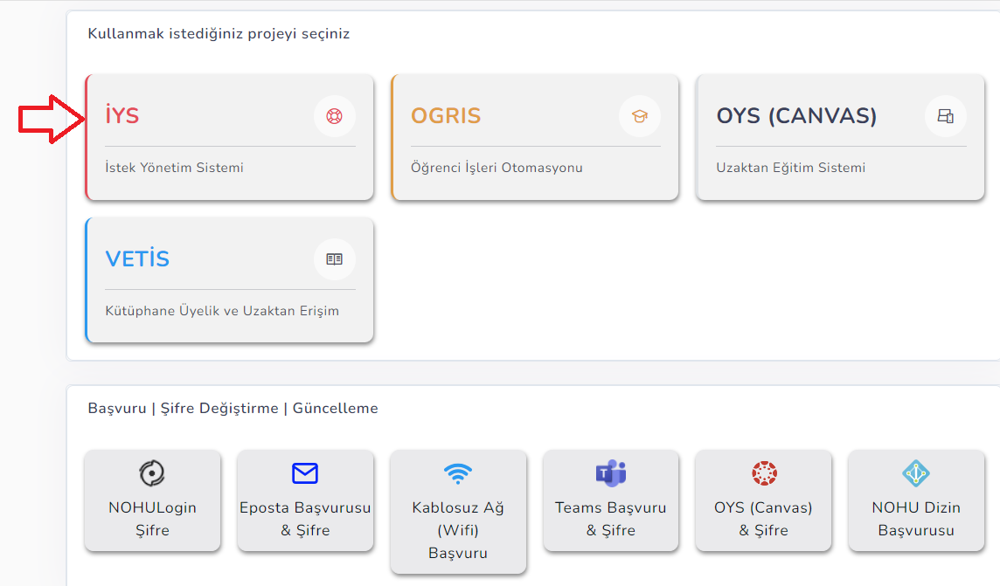 Kullanmak istediğiniz projeyi seçiniz
İYS
İstek Yönetim Sistemi
OGRIS
Öğrenci İşleri Otomasyonu
OYS (CANVAS)
Uzaktan Eğitim Sistemi
VETİS
Kütüphane Üyelik ve Uzaktan Erişim
Başvuru | Şifre Değiştirme | Güncelleme
NOHULogin
Şifre
Eposta Başvurusu
& Şifre
Kablosuz Ağ
(Wifi)
Başvuru
T
Teams Başvuru
& Şifre
OYS (Canvas)
& Şifre
NOHU Dizin
Başvurusu